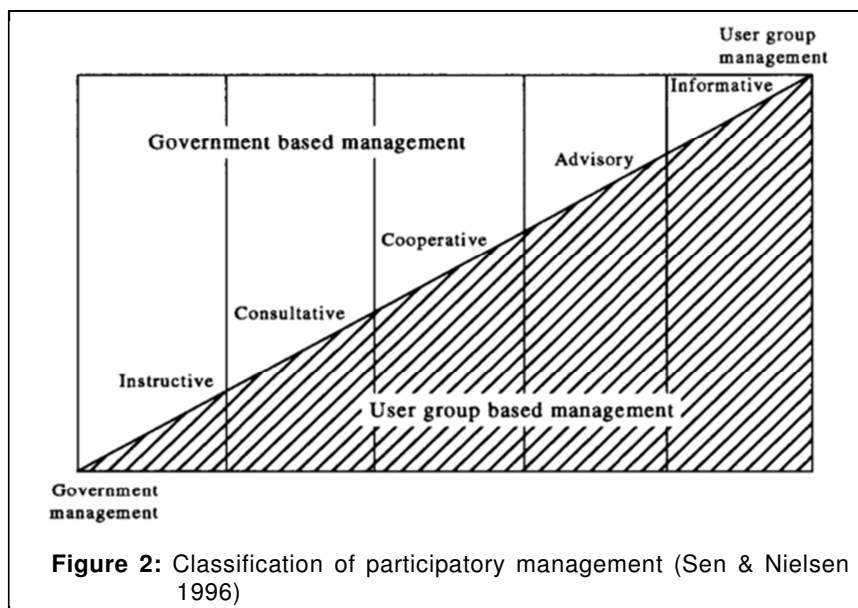 User group
management
Informative
Government based management
Advisory
Cooperative
Consultative
Instructive
User group based management
Government
management
Figure 2: Classification of participatory management (Sen & Nielsen
1996)